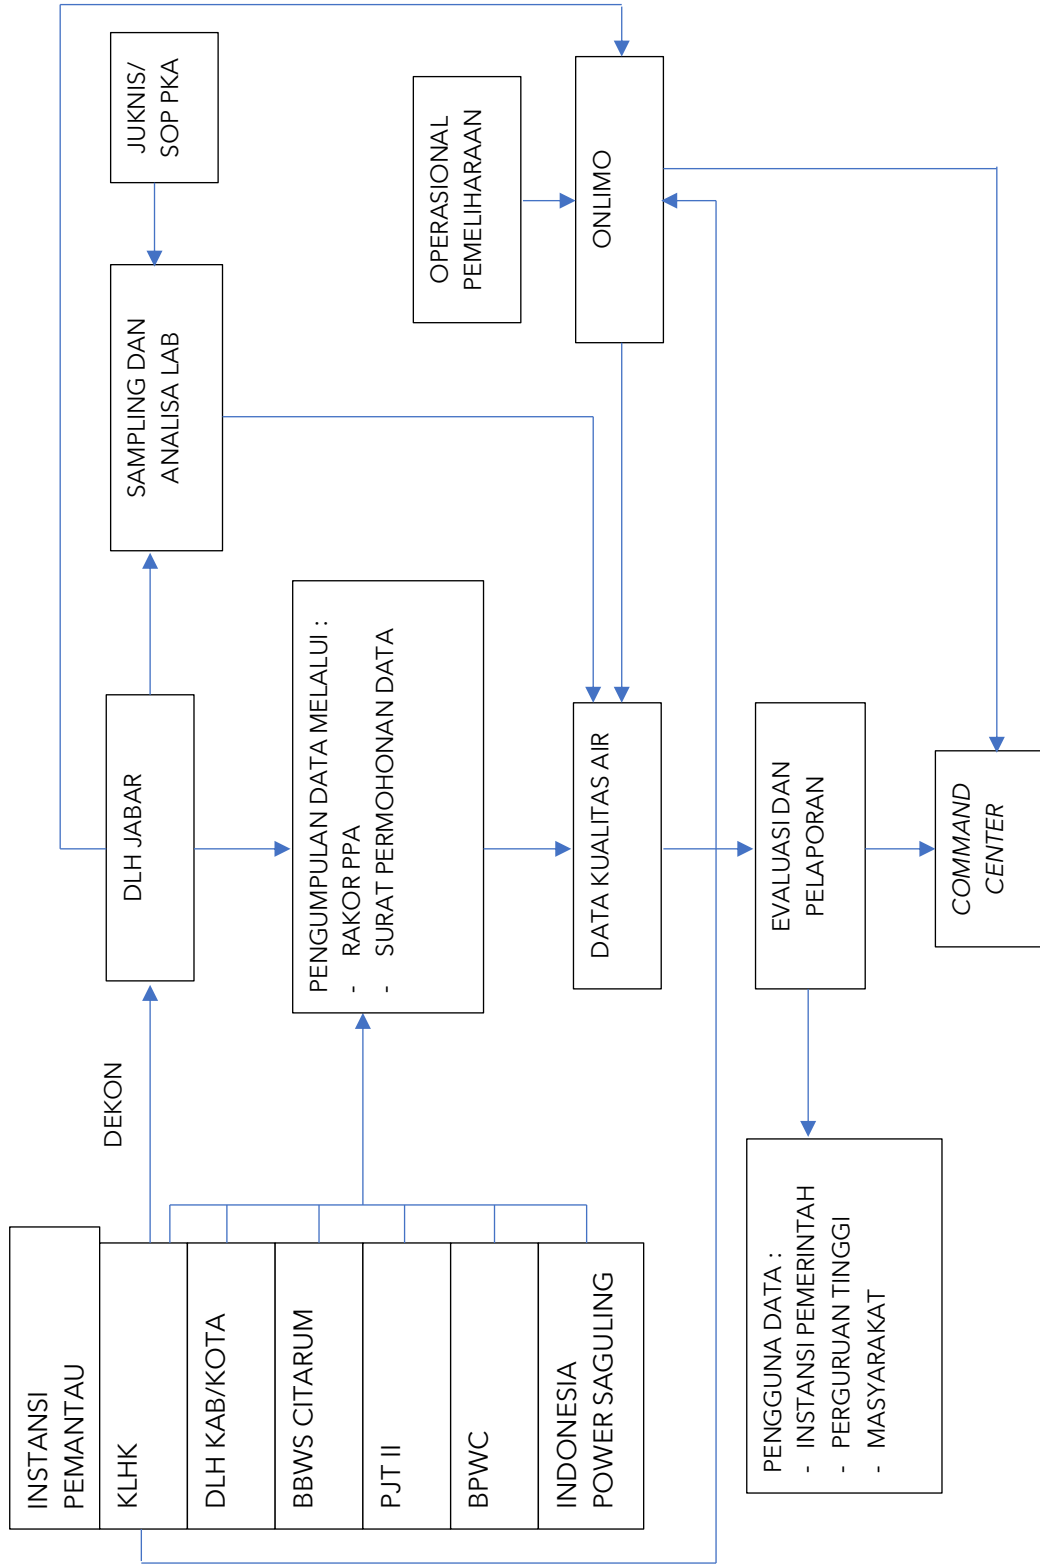 INSTANSI
PEMANTAU
KLHK
DLH KAB/KOTA
BBWS CITARUM
PJT II
BPWC
INDONESIA
POWER SAGULING
DEKON
DLH JABAR
SAMPLING DAN
ANALISA LAB
JUKNIS/
SOP PKA
PENGUMPULAN DATA MELALUI :
- RAKOR PPA
- SURAT PERMOHONAN DATA
OPERASIONAL
PEMELIHARAAN
DATA KUALITAS AIR
ONLIMO
PENGGUNA DATA :
- INSTANSI PEMERINTAH
- PERGURUAN TINGGI
- MASYARAKAT
EVALUASI DAN
PELAPORAN
COMMAND
CENTER